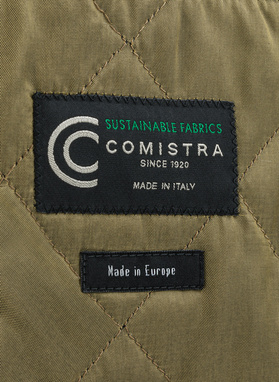 SUSTAINABLE FABRICS
COMISTRA
SINCE 1920
MADE IN ITALY
Made in Europe